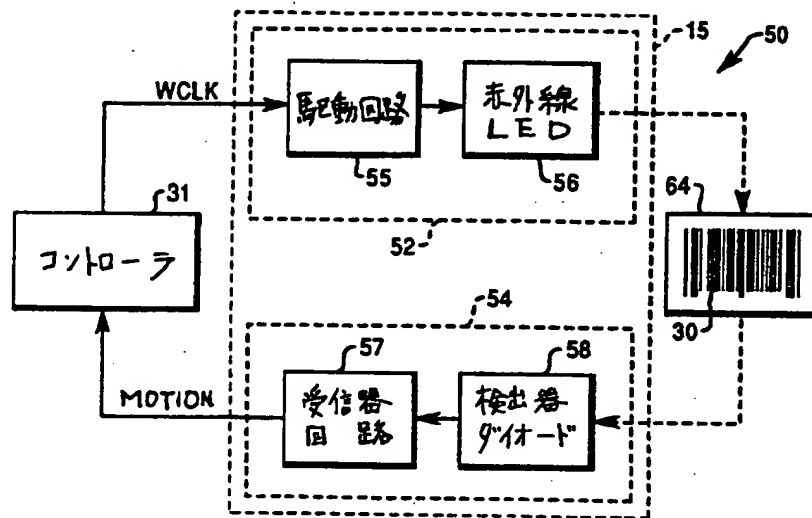 15
50
WCLK
駆動回路
赤外線
LED
55
56
31
コントローラ
52
64
30
54
57
58
MOTION
受信器
回路
検出器
ダイオード